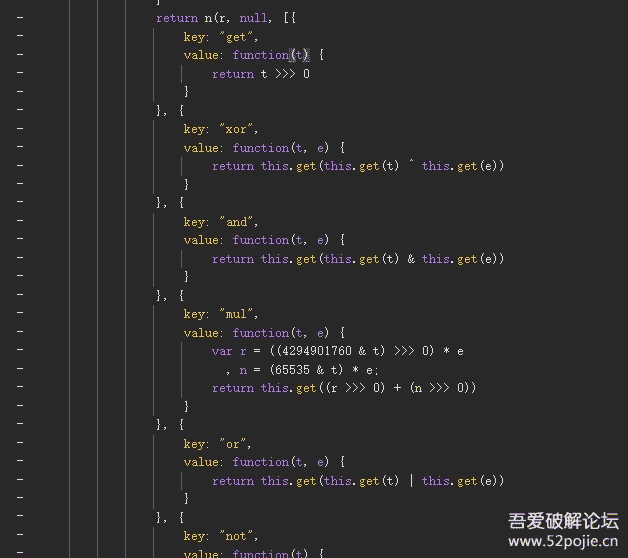 }
return n(r, null, [{
key: "get",
value: function(t) {
return t >>> 0
}
}, {
key: "xor",
value: function(t, e) {
return this.get(this.get(t) ^ this.get(e))
}
}, {
key: "and",
value: function(t, e) {
return this.get(this.get(t) & this.get(e))
}
}, {
key: "mul",
value: function(t, e) {
var r = ((4294901760 & t) >>> 0) * e
, n = (65535 & t) * e;
return this.get((r >>> 0) + (n >>> 0))
}
}, {
key: "or",
value: function(t, e) {
return this.get(this.get(t) | this.get(e))
}
}, {
key: "not",
value: function(t) {
吾爱破解论坛
www.52pojie.cn